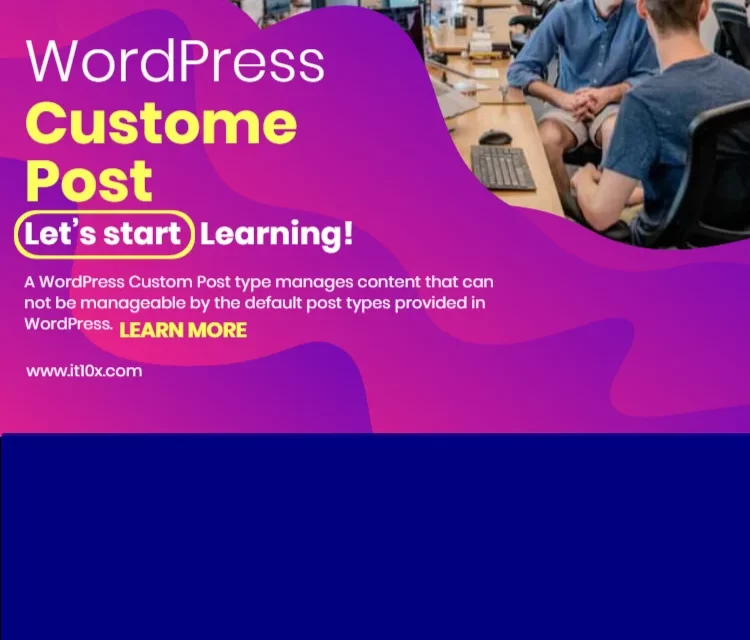 WordPress
Custome
Post
Let's start Learning!
A WordPress Custom Post type manages content that can
not be manageable by the default post types provided in
WordPress. LEARN MORE
www.it10x.com